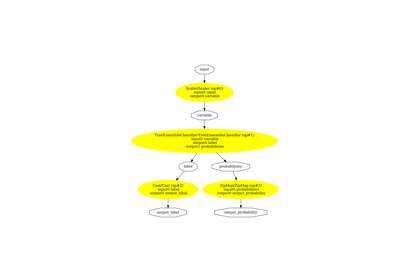 input
Scaler/Scaler (op#0)
input0 input
output0 variable
variable
TreeEnsembleClassifier/TreeEnsembleClassifier (op#1)
input0 variable
output0 label
output1 probabilities
label
probabilities
Cast/Cast (op#2)
input0 label
output0 output_label
ZipMap/ZipMap (op#3)
input0 probabilities
output0 output_probability
output_label
output_probability